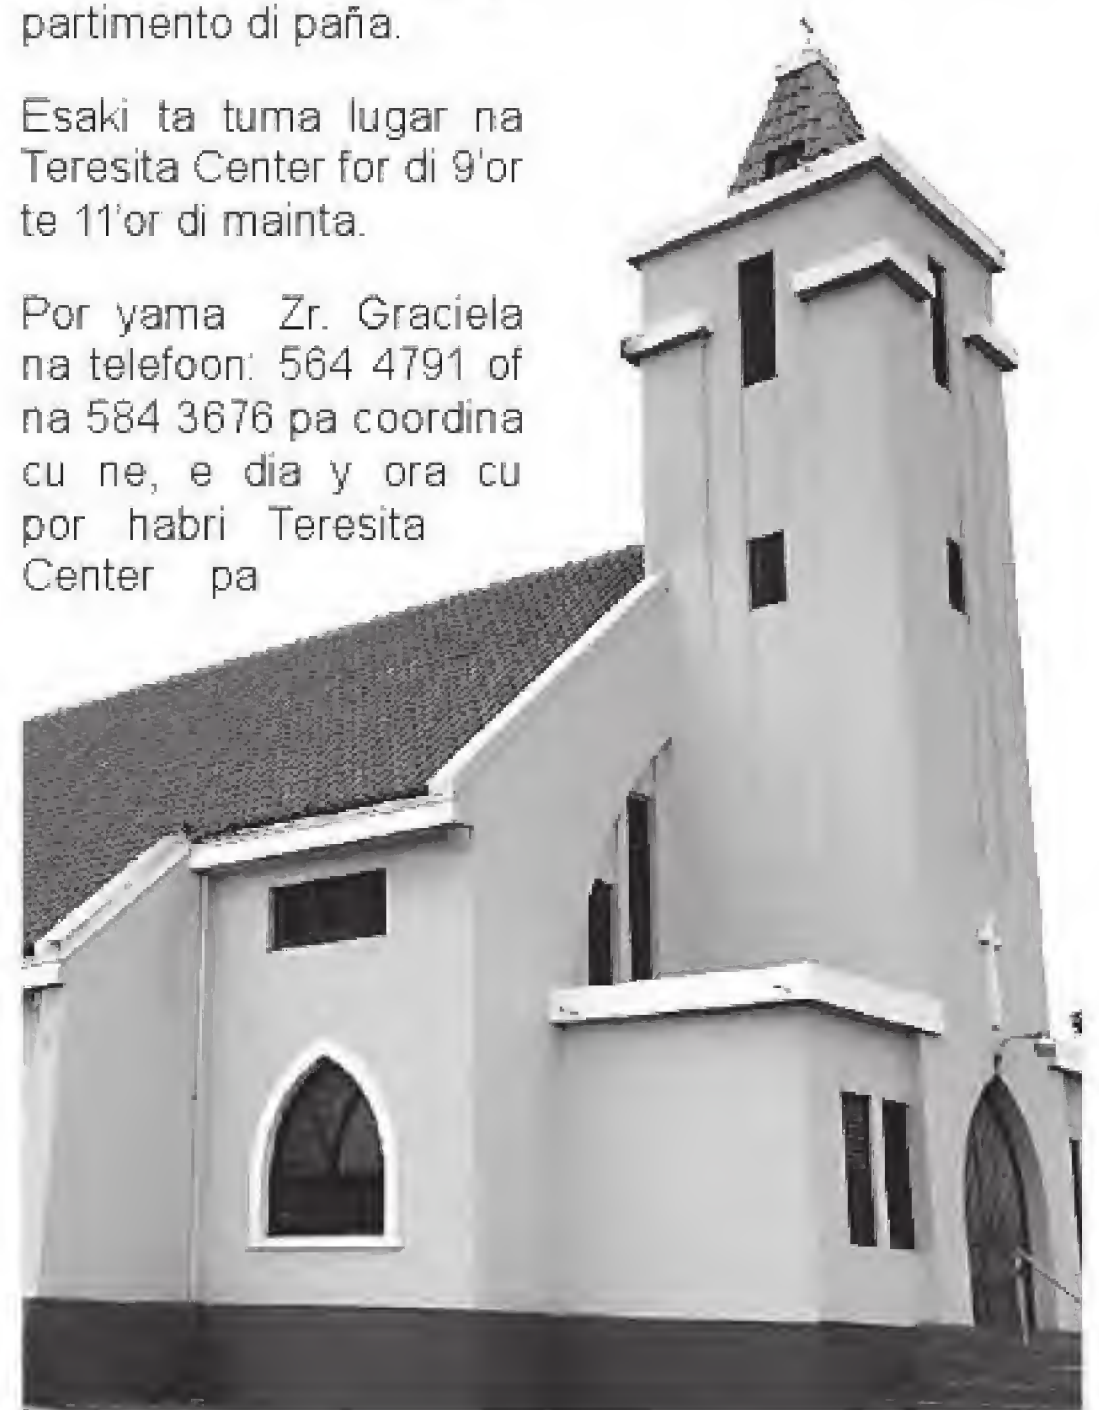 partimento di paña.
Esaki ta tuma lugar na
Teresita Center for di 9'or
te 11'or di mainta.
Por yama Zr. Graciela
na telefoon: 564 4791 of
na 584 3676 pa coordina
cu ne, e dia y ora cu
por habri Teresita
Center pa